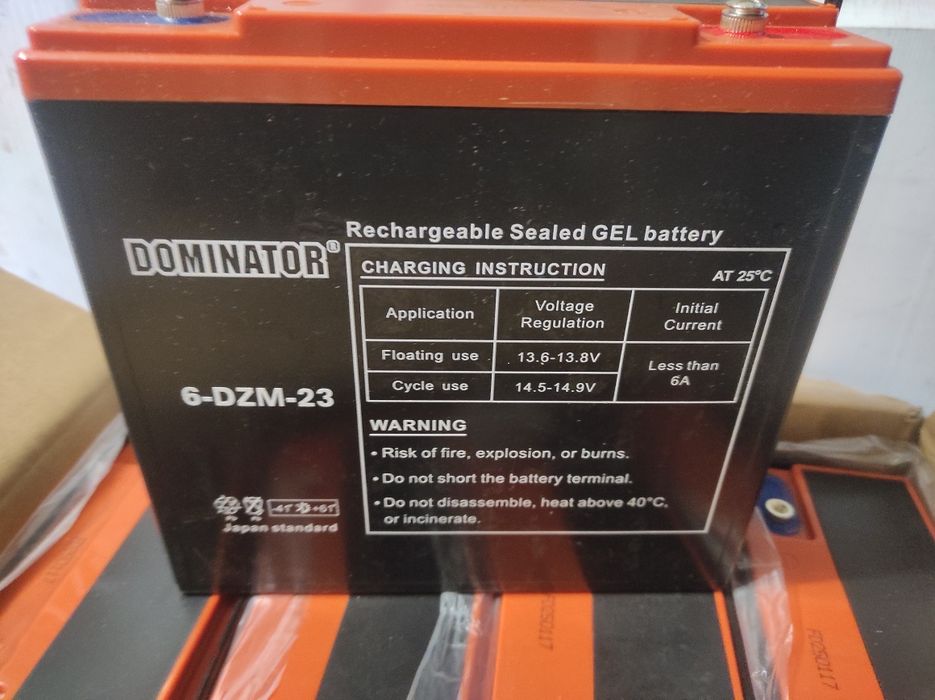 Rechargeable Sealed GEL battery
DOMINATOR®
CHARGING INSTRUCTION
AT 25°C
Application
Voltage Regulation
Initial Current
Floating use
13.6-13.8V
Less than 6A
Cycle use
14.5-14.9V
6-DZM-23
WARNING
• Risk of fire, explosion, or burns.
• Do not short the battery terminal.
• Do not disassemble, heat above 40°C,
or incinerate.
Pb Pb
Japan standard